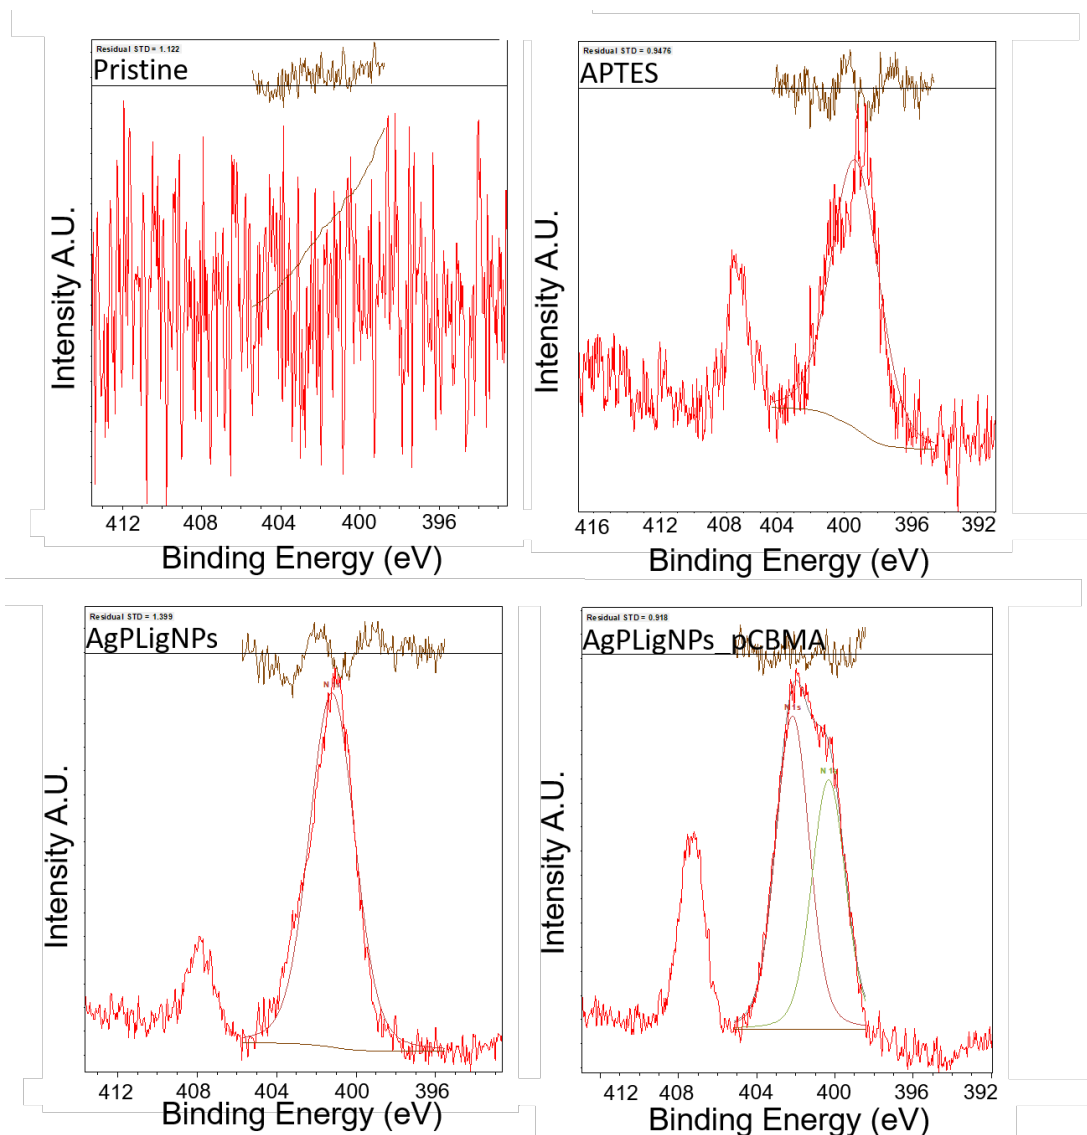 Residual STD = 1.122
Pristine
Intensity A.U.
412 408 404 400 396
Binding Energy (eV)
Residual STD = 0.9476
APTES
Intensity A.U.
416 412 408 404 400 396 392
Binding Energy (eV)
Residual STD = 1.399
AgPLigNPs
N
Intensity A.U.
412 408 404 400 396
Binding Energy (eV)
Residual STD = 0.918
AgPLigNPs_pCBMA
N 1s
N 1s
Intensity A.U.
412 408 404 400 396 392
Binding Energy (eV)